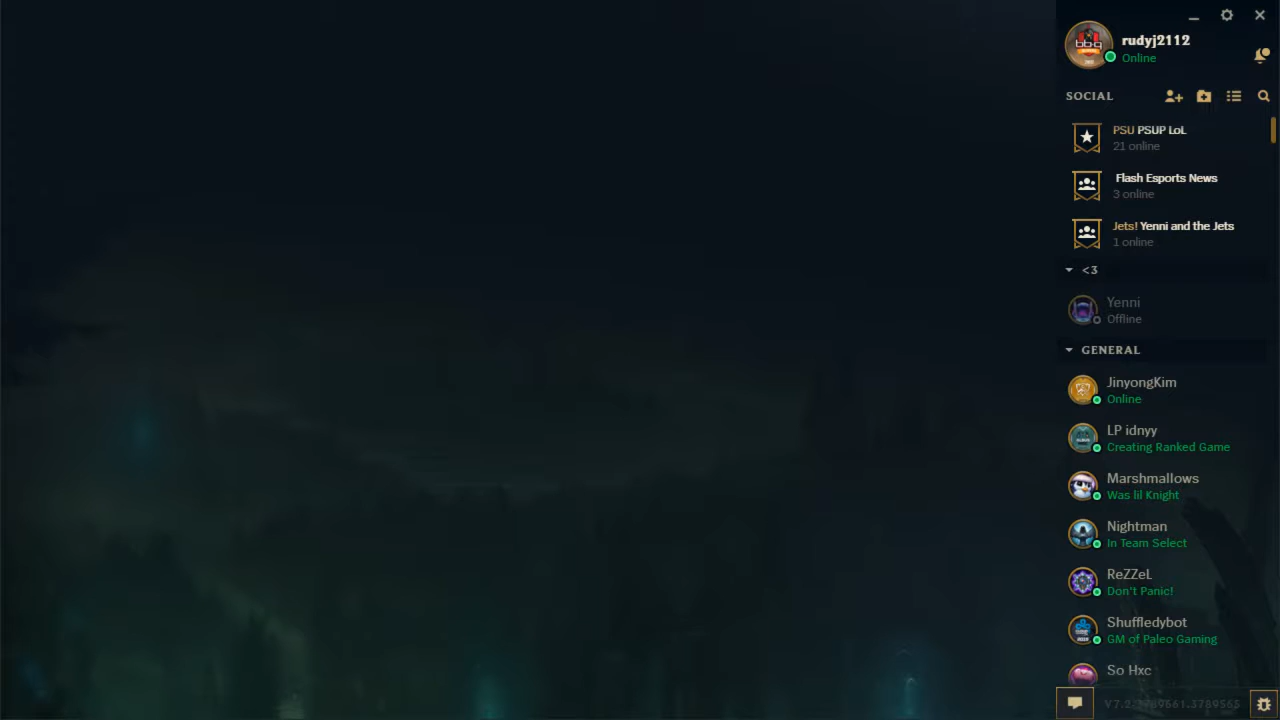 rudyj2112
Online
SOCIAL
PSU PSUP LoL
21 online
Flash Esports News
3 online
Jets! Yenni and the Jets
1 online
<3
Yenni
Offline
GENERAL
JinyongKim
Online
LP idnyy
Creating Ranked Game
Marshmallows
Was lil Knight
Nightman
In Team Select
ReZZeL
Don't Panic!
Shuffledybot
GM of Paleo Gaming
So Hxc